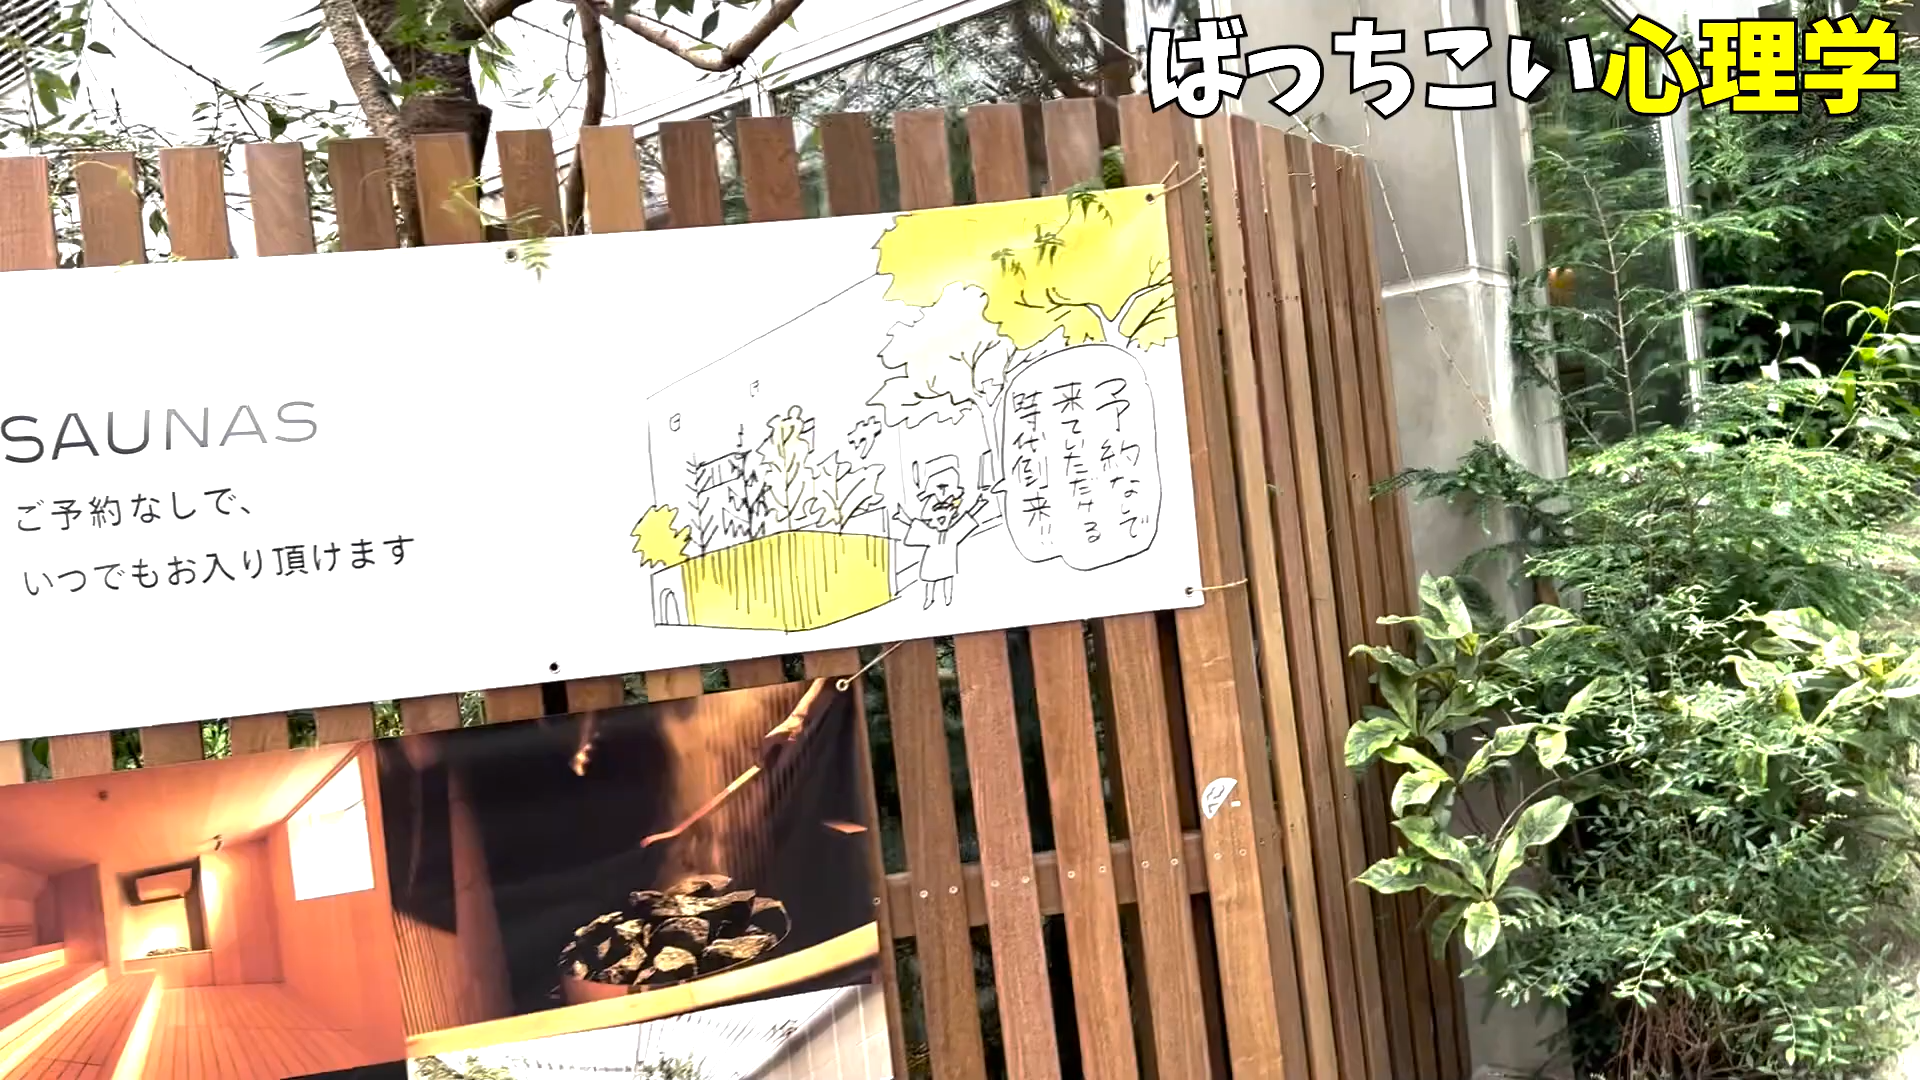 ばっちこい心理学
SAUNAS
ご予約なしで、
いつでもお入り頂けます
予約なしで
来ていただける
時代到来!!